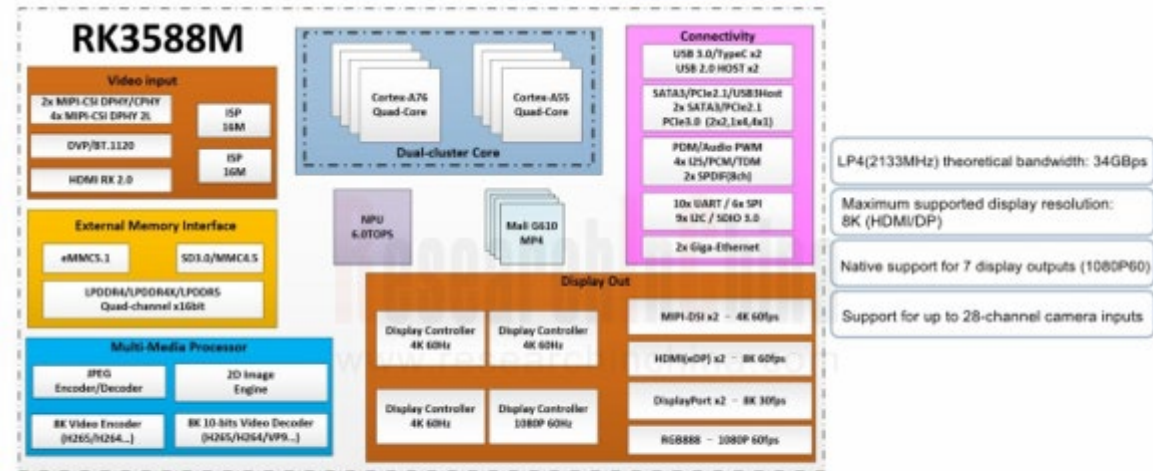 RK3588M
Video input
2x MIPI-CSI DPHY/CPHY
4x MIPI-CSI DPHY 2L
DVP/BT.1120
HDMI RX 2.0
ISP
16M
ISP
16M
External Memory Interface
eMMC5.1
SD3.0/MMC4.5
LPDDR4/LPDDR4X/LPDDR5
Quad-channel x16bit
Multi-Media Processor
JPEG
Encoder/Decoder
2D Image
Engine
8K Video Encoder
(H265/H264...)
8K 10-bits Video Decoder
(H265/H264/VP9...)
Cortex-A76
Quad-Core
Cortex-A55
Quad-Core
Dual-cluster Core
NPU
6.0TOPS
Mali G610
MP4
Connectivity
USB 3.0/TypeC x2
USB 2.0 HOST x2
SATA3/PCIe2.1/USB3Host
2x SATA3/PCIe2.1
PCIe3.0 (2x2,1x4,4x1)
PDM/Audio PWM
4x I2S/PCM/TDM
2x SPDIF(8ch)
10x UART / 6x SPI
9x I2C / SDIO 3.0
2x Giga-Ethernet
Display Out
Display Controller
4K 60Hz
Display Controller
4K 60Hz
Display Controller
4K 60Hz
Display Controller
1080P 60Hz
MIPI-DSI x2 - 4K 60fps
HDMI(eDP) x2 - 8K 60fps
DisplayPort x2 - 8K 30fps
RGB888 - 1080P 60fps
LP4(2133MHz) theoretical bandwidth: 34GBps
Maximum supported display resolution:
8K (HDMI/DP)
Native support for 7 display outputs (1080P60)
Support for up to 28-channel camera inputs